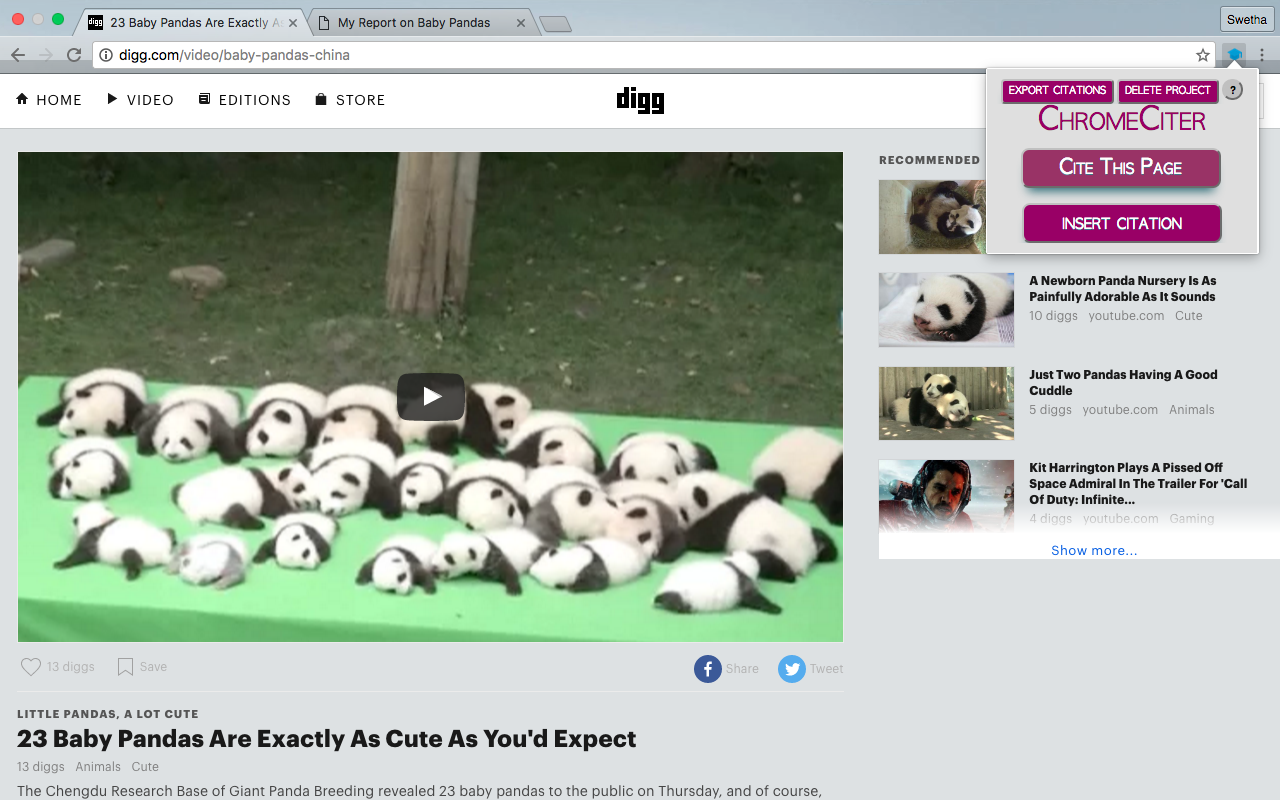 digg 23 Baby Pandas Are Exactly As
My Report on Baby Pandas
Swetha
digg.com/video/baby-pandas-china
HOME
VIDEO
EDITIONS
STORE
digg
EXPORT CITATIONS
DELETE PROJECT
?
CHROMECITER
CITE THIS PAGE
INSERT CITATION
RECOMMENDED
A Newborn Panda Nursery Is As
Painfully Adorable As It Sounds
10 diggs youtube.com Cute
Just Two Pandas Having A Good
Cuddle
5 diggs youtube.com Animals
Kit Harrington Plays A Pissed Off
Space Admiral In The Trailer For 'Call
Of Duty: Infinite...
4 diggs youtube.com Gaming
Show more...
13 diggs
Save
Share
Tweet
LITTLE PANDAS, A LOT CUTE
23 Baby Pandas Are Exactly As Cute As You'd Expect
13 diggs Animals Cute
The Chengdu Research Base of Giant Panda Breeding revealed 23 baby pandas to the public on Thursday, and of course,